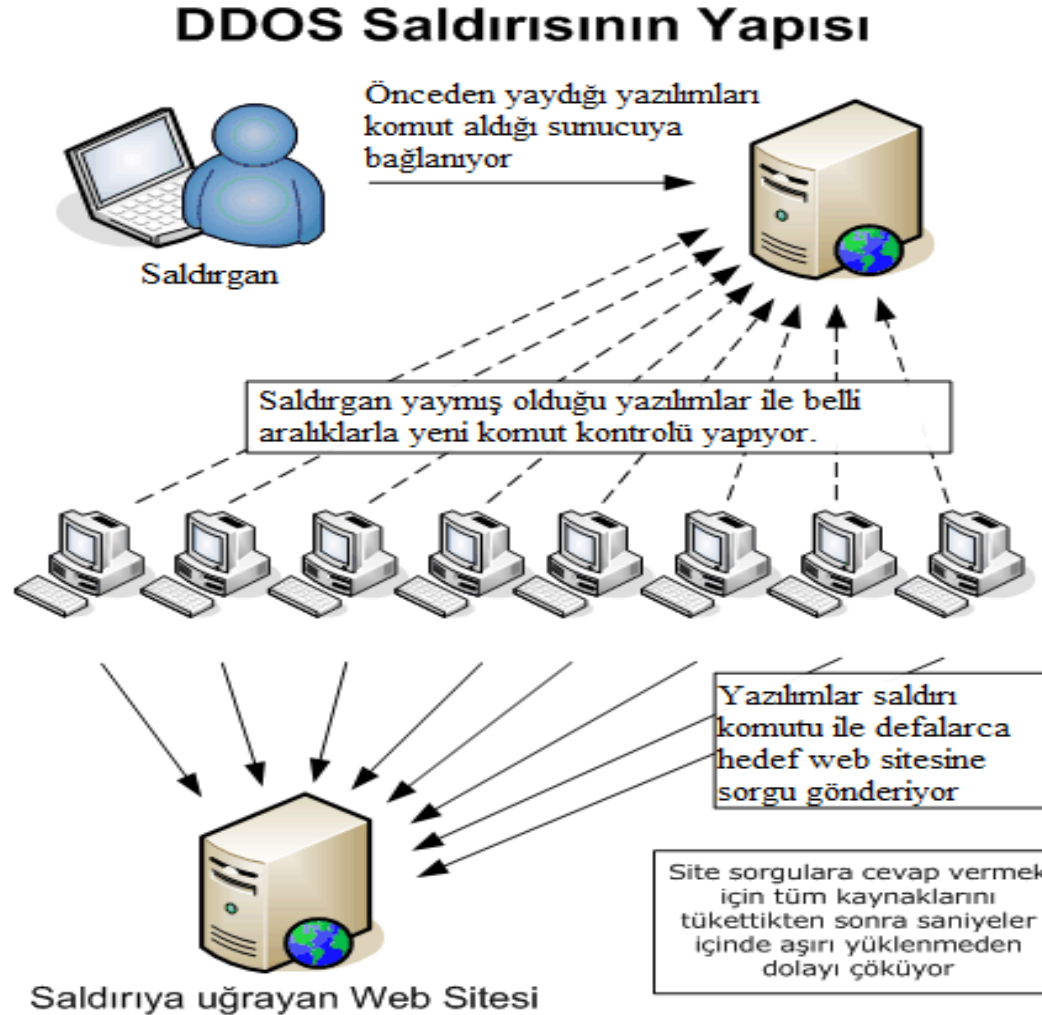 DDOS Saldırısının Yapısı
Önceden yaydığı yazılımları
komut aldığı sunucuya
bağlanıyor
Saldırgan
Saldırgan yaymış olduğu yazılımlar ile belli
aralıklarla yeni komut kontrolü yapıyor.
Yazılımlar saldırı
komutu ile defalarca
hedef web sitesine
sorgu gönderiyor
Site sorgulara cevap vermek
için tüm kaynaklarını
tükettikten sonra saniyeler
içinde aşırı yüklenmeden
dolayı çöküyor
Saldırıya uğrayan Web Sitesi